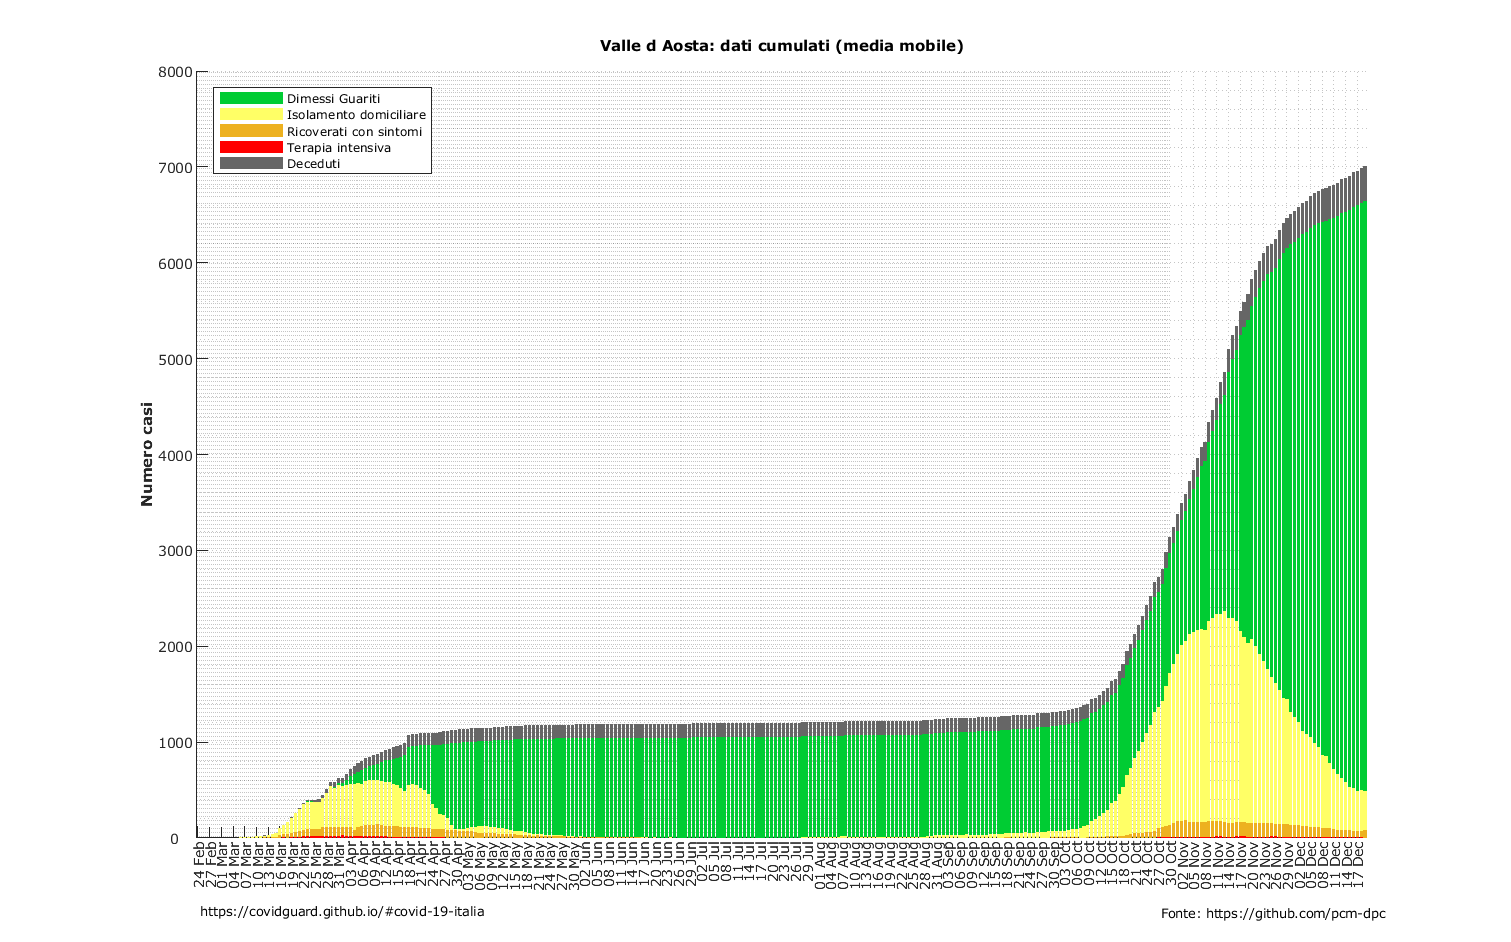 Valle d Aosta: dati cumulati (media mobile)
Dimessi Guariti
Isolamento domiciliare
Ricoverati con sintomi
Terapia intensiva
Deceduti
Numero casi
8000
7000
6000
5000
4000
3000
2000
1000
0
24 Feb
27 Feb
01 Mar
04 Mar
07 Mar
10 Mar
13 Mar
16 Mar
19 Mar
22 Mar
25 Mar
28 Mar
31 Mar
03 Apr
06 Apr
09 Apr
12 Apr
15 Apr
18 Apr
21 Apr
24 Apr
27 Apr
30 Apr
03 May
06 May
09 May
12 May
15 May
18 May
21 May
24 May
27 May
30 May
02 Jun
05 Jun
08 Jun
11 Jun
14 Jun
17 Jun
20 Jun
23 Jun
26 Jun
29 Jun
02 Jul
05 Jul
08 Jul
11 Jul
14 Jul
17 Jul
20 Jul
23 Jul
26 Jul
29 Jul
01 Aug
04 Aug
07 Aug
10 Aug
13 Aug
16 Aug
19 Aug
22 Aug
25 Aug
28 Aug
31 Aug
03 Sep
06 Sep
09 Sep
12 Sep
15 Sep
18 Sep
21 Sep
24 Sep
27 Sep
30 Sep
03 Oct
06 Oct
09 Oct
12 Oct
15 Oct
18 Oct
21 Oct
24 Oct
27 Oct
30 Oct
02 Nov
05 Nov
08 Nov
11 Nov
14 Nov
17 Nov
20 Nov
23 Nov
26 Nov
29 Nov
02 Dec
05 Dec
08 Dec
11 Dec
14 Dec
17 Dec
https://covidguard.github.io/#covid-19-italia
Fonte: https://github.com/pcm-dpc